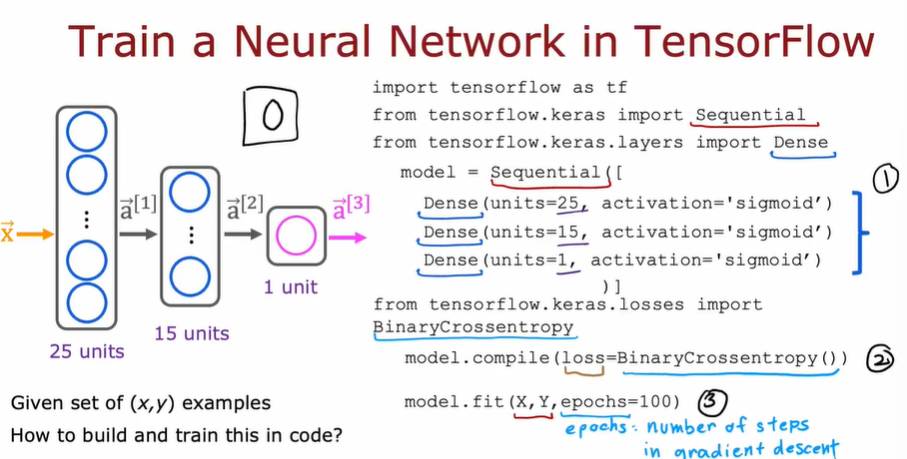 Train a Neural Network in TensorFlow
0
x⃗
a⃗[1]
a⃗[2]
a⃗[3]
25 units
15 units
1 unit
Given set of (x,y) examples
How to build and train this in code?
import tensorflow as tf
from tensorflow.keras import Sequential
from tensorflow.keras.layers import Dense
model = Sequential([
Dense(units=25, activation='sigmoid’)
Dense(units=15, activation='sigmoid’)
Dense(units=1, activation='sigmoid’)
)]
①
from tensorflow.keras.losses import
BinaryCrossentropy
model.compile(loss=BinaryCrossentropy()) ②
model.fit(X,Y,epochs=100) ③
epochs: number of steps
in gradient descent